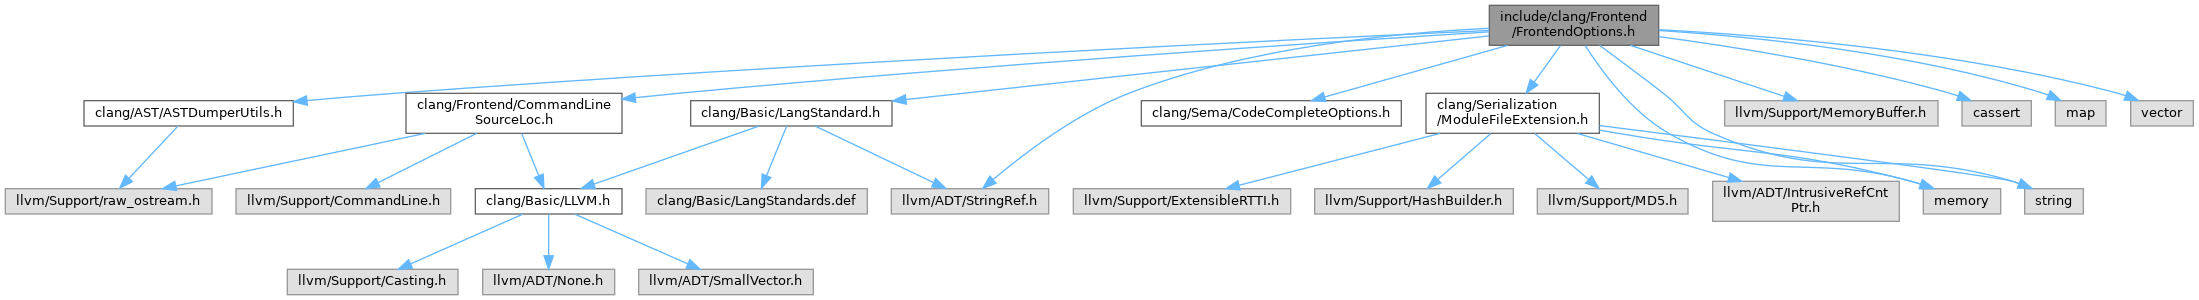 include/clang/Frontend
/FrontendOptions.h
clang/AST/ASTDumperUtils.h
clang/Frontend/CommandLine
SourceLoc.h
clang/Basic/LangStandard.h
clang/Sema/CodeCompleteOptions.h
clang/Serialization
/ModuleFileExtension.h
llvm/Support/MemoryBuffer.h
cassert
map
vector
llvm/Support/raw_ostream.h
llvm/Support/CommandLine.h
clang/Basic/LLVM.h
clang/Basic/LangStandards.def
llvm/ADT/StringRef.h
llvm/Support/ExtensibleRTTI.h
llvm/Support/HashBuilder.h
llvm/Support/MD5.h
llvm/ADT/IntrusiveRefCnt
Ptr.h
memory
string
llvm/Support/Casting.h
llvm/ADT/None.h
llvm/ADT/SmallVector.h